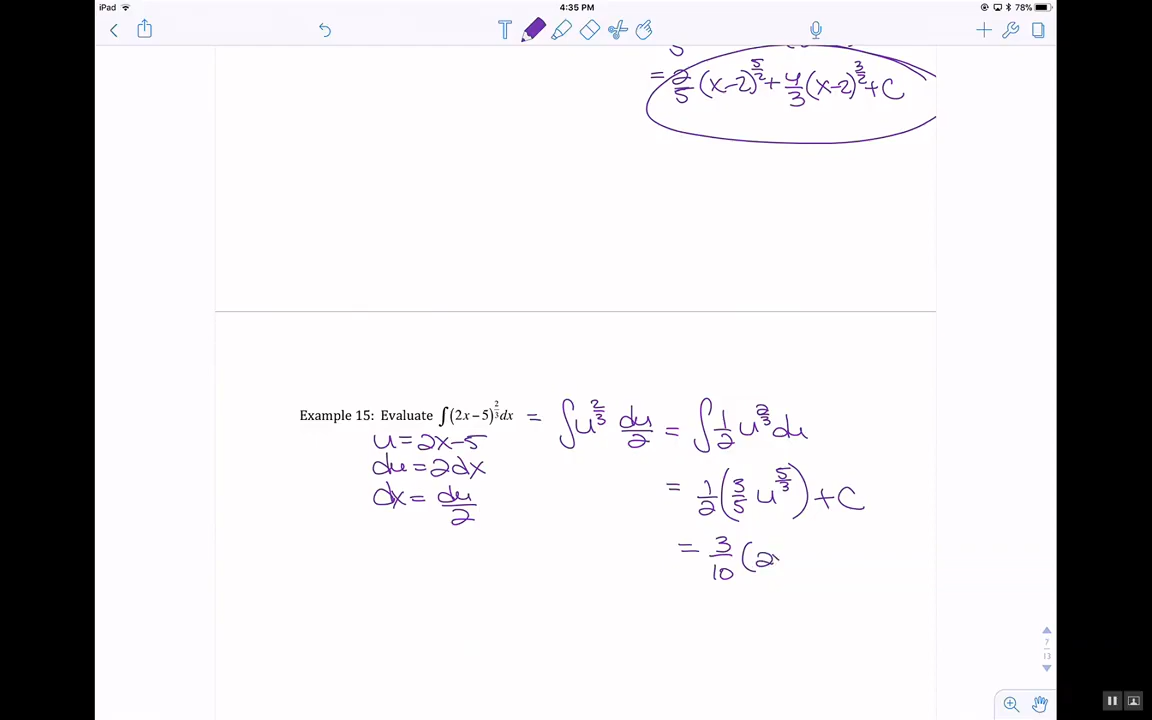 iPad 4:35 PM 78%
T
= 2/5 (x-2)^(5/2) + 4/3 (x-2)^(3/2) + C
Example 15: Evaluate ∫(2x-5)^(2/3) dx = ∫u^(2/3) du/2 = ∫1/2 u^(2/3) du
u = 2x-5
du = 2dx
dx = du/2
= 1/2 (3/5 u^(5/3)) + C
= 3/10 (2
7
13